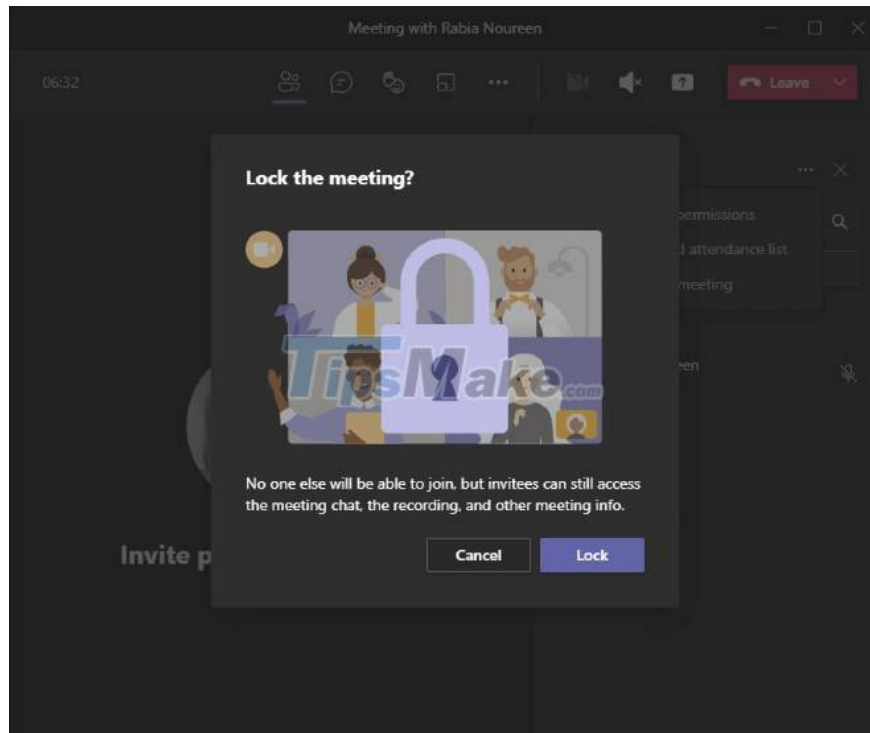 Meeting with Rabia Noureen
06:32
Leave
Lock the meeting?
permissions
attendance list
meeting
TipsMake.com
No one else will be able to join, but invitees can still access
the meeting chat, the recording, and other meeting info.
Invite
Cancel
Lock